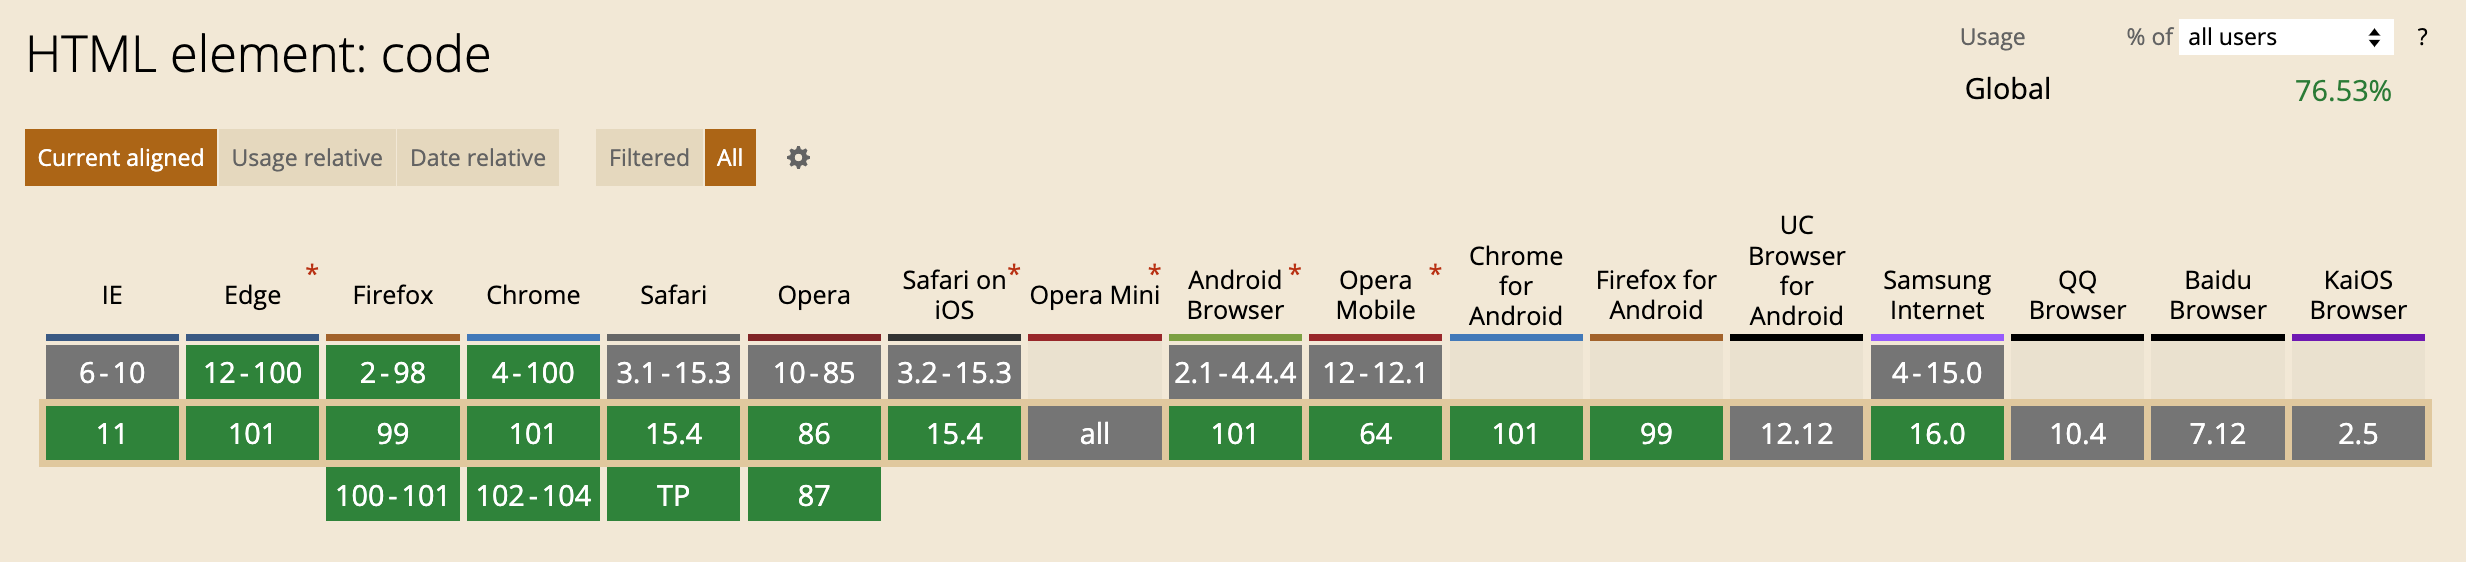 HTML element: code
Usage % of all users ?
Global 76.53%
Current aligned Usage relative Date relative Filtered All
IE
Edge *
Firefox
Chrome
Safari
Opera
Safari on *
iOS
Opera Mini *
Android *
Browser
Opera *
Mobile
Chrome
for
Android
Firefox for
Android
UC
Browser
for
Android
Samsung
Internet
QQ
Browser
Baidu
Browser
KaiOS
Browser
6-10 12-100 2-98 4-100 3.1-15.3 10-85 3.2-15.3 2.1-4.4.4 12-12.1 4-15.0
11 101 99 101 15.4 86 15.4 all 101 64 101 99 12.12 16.0 10.4 7.12 2.5
100-101 102-104 TP 87